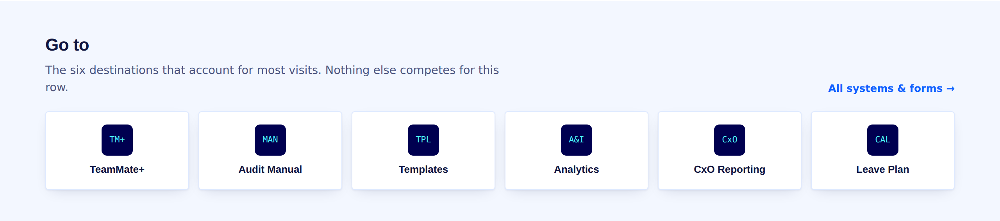 Go to
The six destinations that account for most visits. Nothing else competes for this
row.
All systems & forms →
TM+
TeamMate+
MAN
Audit Manual
TPL
Templates
A&I
Analytics
CxO
CxO Reporting
CAL
Leave Plan